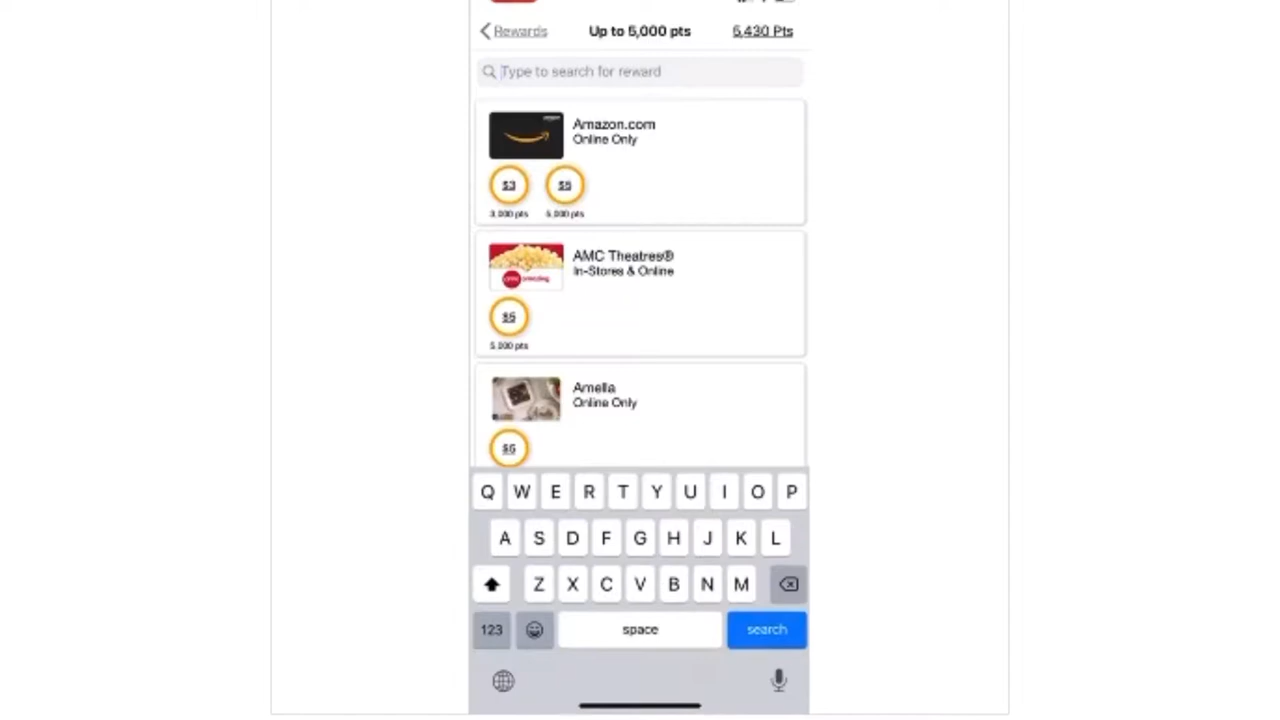 Rewards
Up to 5,000 pts
5,430 Pts
Type to search for reward
Amazon.com
Online Only
$3
$5
3,000 pts
5,000 pts
AMC Theatres®
In-Stores & Online
$5
5,000 pts
Amella
Online Only
$5
Q W E R T Y U I O P
A S D F G H J K L
Z X C V B N M
123
space
search